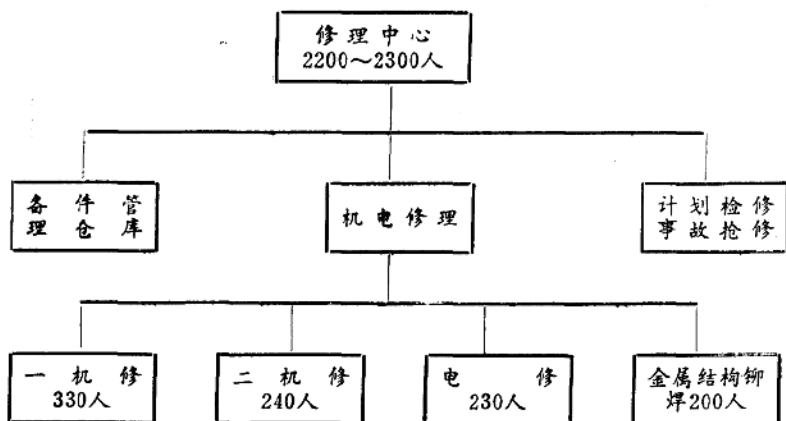 修理中心
2200～2300人
备件管
理仓库
机电修理
计划检修
事故抢修
一机修
330人
二机修
240人
电修
230人
金属结构铆
焊200人